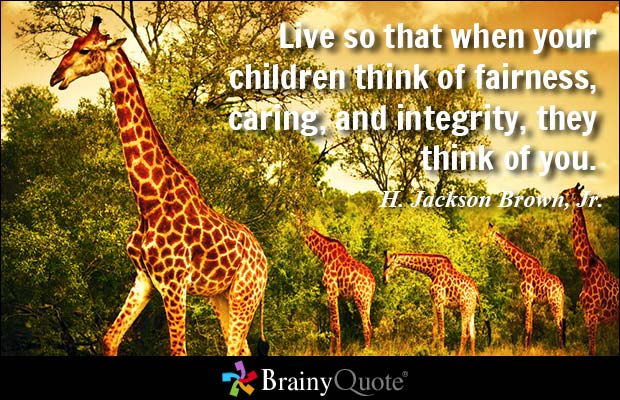 Live so that when your
children think of fairness,
caring, and integrity, they
think of you.
H. Jackson Brown, Jr.
BrainyQuote®